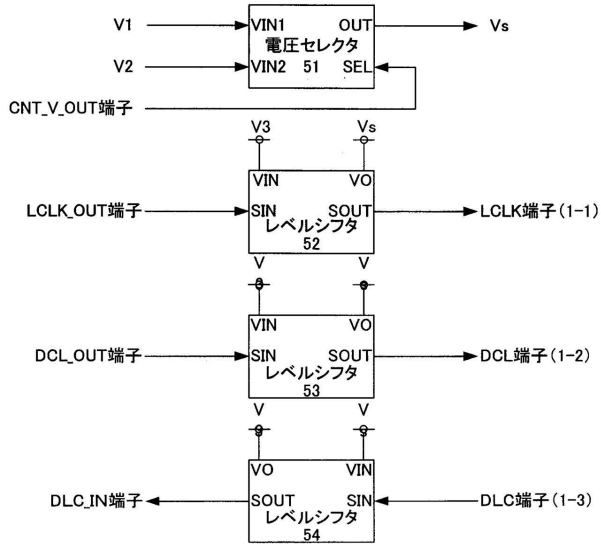 V1 VIN1 OUT Vs
電圧セレクタ
V2 VIN2 51 SEL
CNT_V_OUT端子
V3 Vs
VIN VO
LCLK_OUT端子 SIN SOUT LCLK端子(1-1)
レベルシフタ
52
V V
3 s
VIN VO
DCL_OUT端子 SIN SOUT DCL端子(1-2)
レベルシフタ
53
V V
3 s
VO VIN
DLC_IN端子 SOUT SIN DLC端子(1-3)
レベルシフタ
54